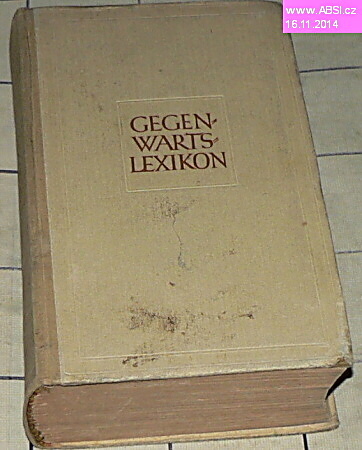 www.ABSI.cz
16.11.2014
GEGEN-
WARTS-
LEXIKON